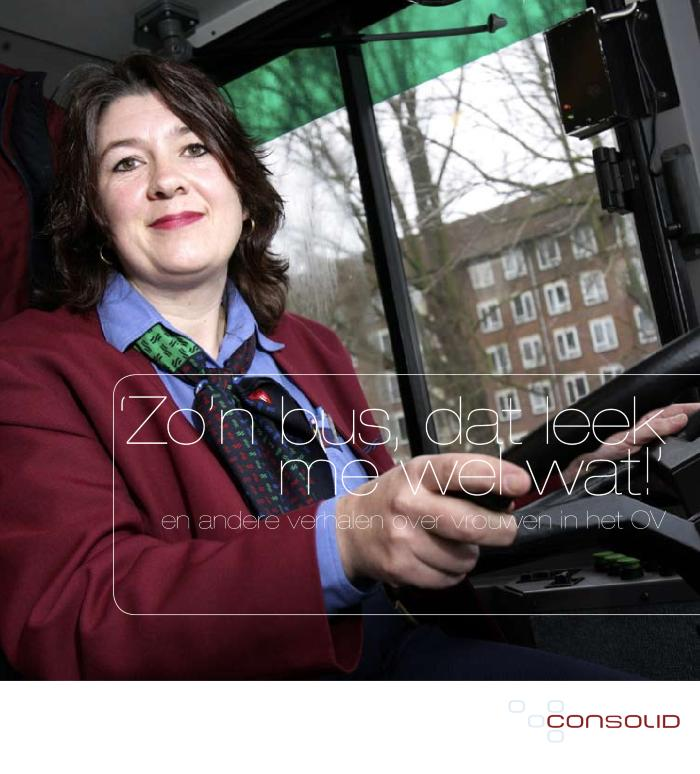 ‘Zo’n bus, dat leek
me wel wat!’
en andere verhalen over vrouwen in het OV
CONSOLID